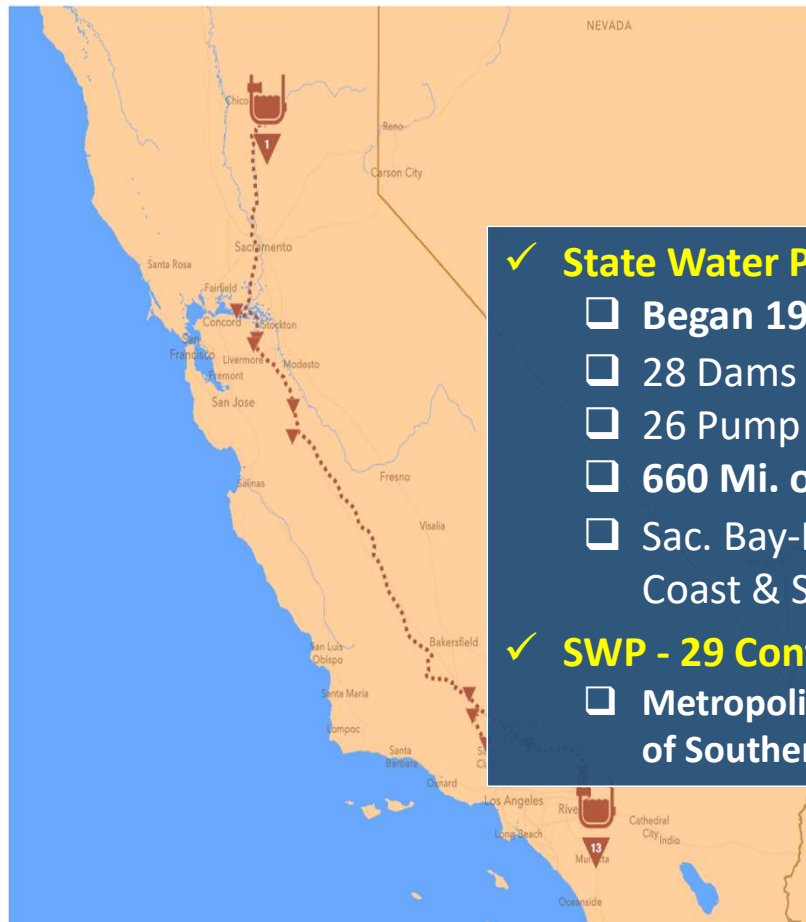 NEVADA
Chico
Reno
1
Carson City
Sacramento
Santa Rosa
Fairfield
Concord
Stockton
San
Francisco
Livermore
Modesto
Fremont
San Jose
Salinas
Fresno
Visalia
San Luis
Obispo
Bakersfield
Santa Maria
Lompoc
Santa
Barbara
Oxnard
Los Angeles
Long Beach
Cathedral
City
Indio
13
Oceanside
✓ State Water P
❑ Began 19
❑ 28 Dams
❑ 26 Pump
❑ 660 Mi. o
❑ Sac. Bay-
Coast & S
✓ SWP - 29 Con
❑ Metropoli
of Souther